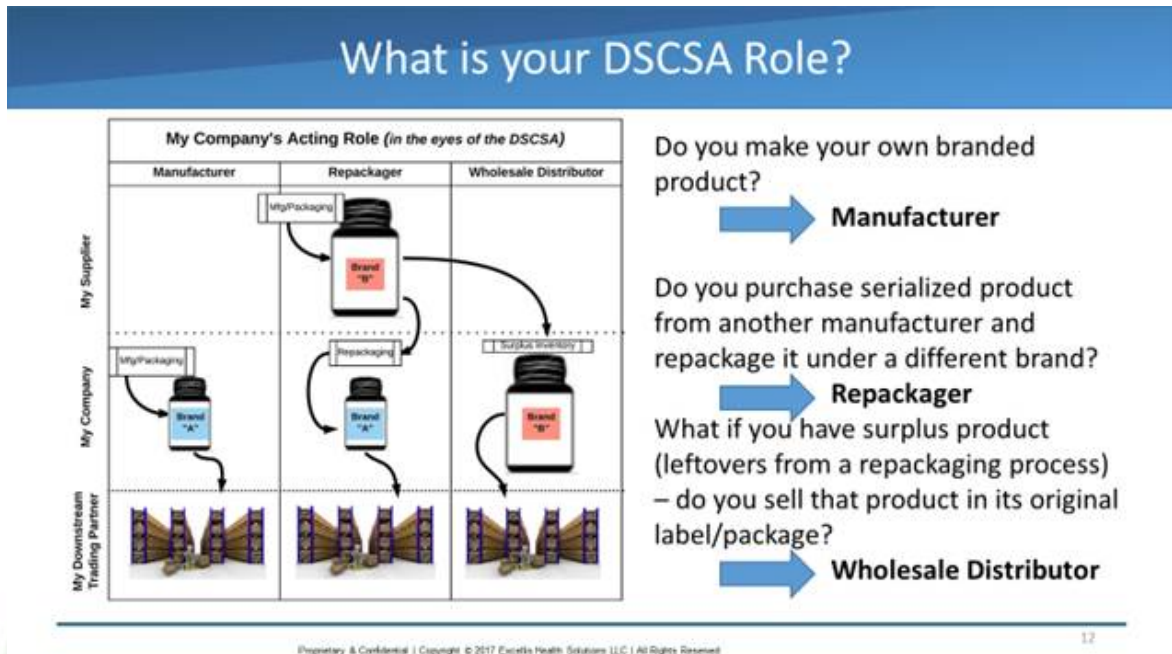 What is your DSCSA Role?
My Company's Acting Role (in the eyes of the DSCSA)
Manufacturer
Repackager
Wholesale Distributor
My Supplier
Mfg/Packaging
Brand
"B"
My Company
Mfg/Packaging
Brand
"A"
Repackaging
Brand
"A"
Surplus Inventory
Brand
"B"
My Downstream
Trading Partner
Do you make your own branded
product?
Manufacturer
Do you purchase serialized product
from another manufacturer and
repackage it under a different brand?
Repackager
What if you have surplus product
(leftovers from a repackaging process)
– do you sell that product in its original
label/package?
Wholesale Distributor
Proprietary & Confidential | Copyright © 2017 Excellis Health Solutions LLC | All Rights Reserved
12